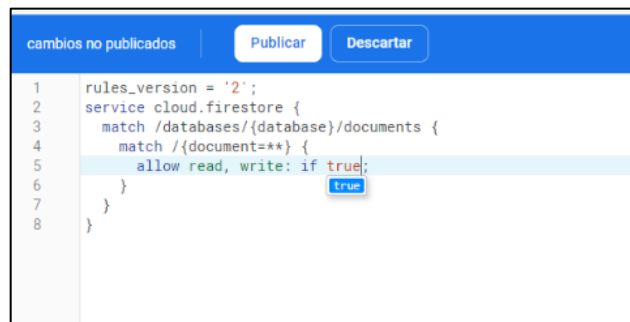 cambios no publicados Publicar Descartar
1 rules_version = '2';
2 service cloud.firestore {
3 match /databases/{database}/documents {
4 match /{document=**} {
5 allow read, write: if true;
6 }
true
7 }
8 }